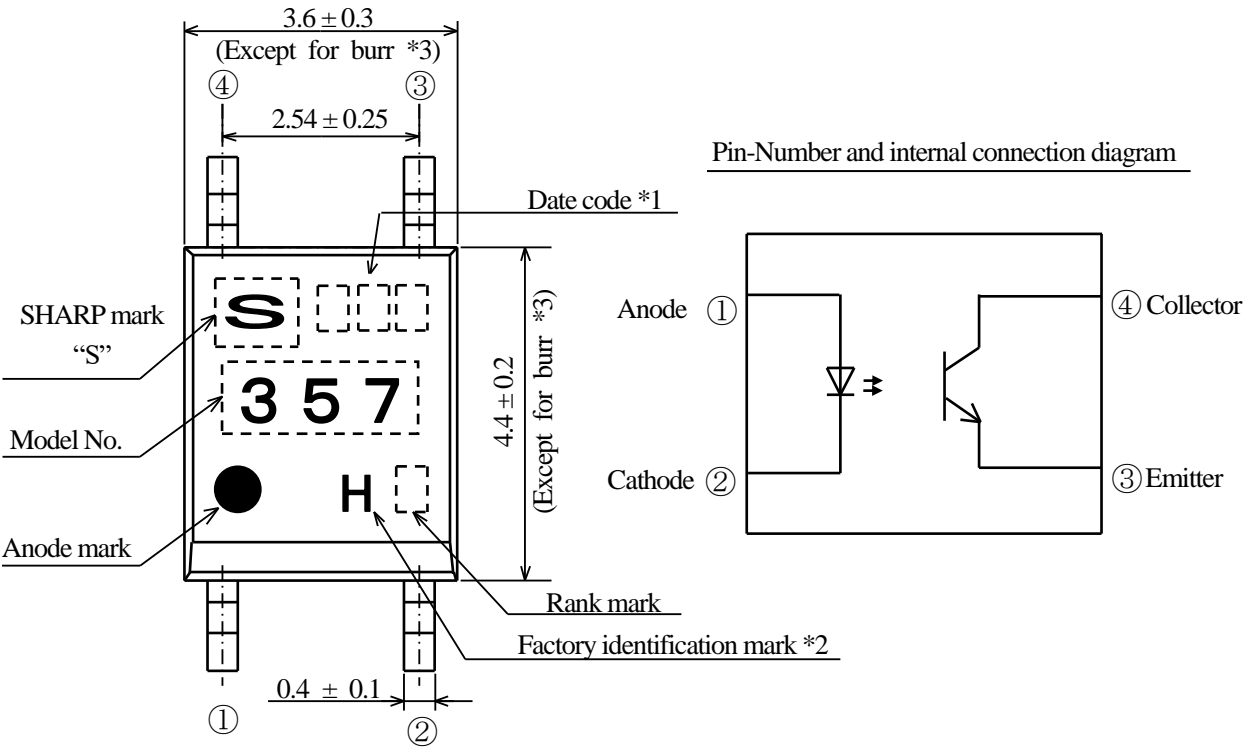 3.6 ± 0.3
(Except for burr *3)
④ ③
2.54 ± 0.25
Date code *1
SHARP mark
“S”
S
3 5 7
Model No.
4.4 ± 0.2
(Except for burr *3)
H
Anode mark
Rank mark
Factory identification mark *2
0.4 ± 0.1
① ②
Pin-Number and internal connection diagram
Anode ①
④ Collector
Cathode ②
③ Emitter